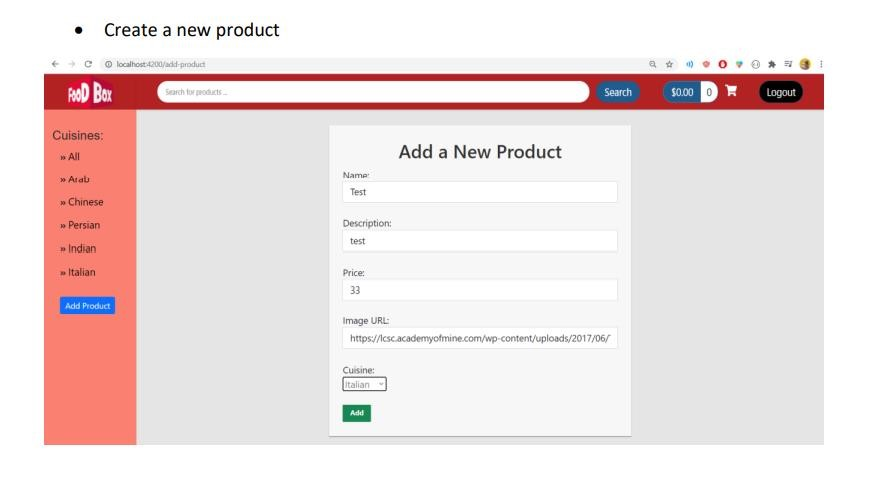 • Create a new product
localhost:4200/add-product
FooD Box
Search for products ...
Search
$0.00 0
Logout
Cuisines:
» All
» Arab
» Chinese
» Persian
» Indian
» Italian
Add Product
Add a New Product
Name:
Test
Description:
test
Price:
33
Image URL:
https://lcsc.academyofmine.com/wp-content/uploads/2017/06/
Cuisine:
Italian
Add